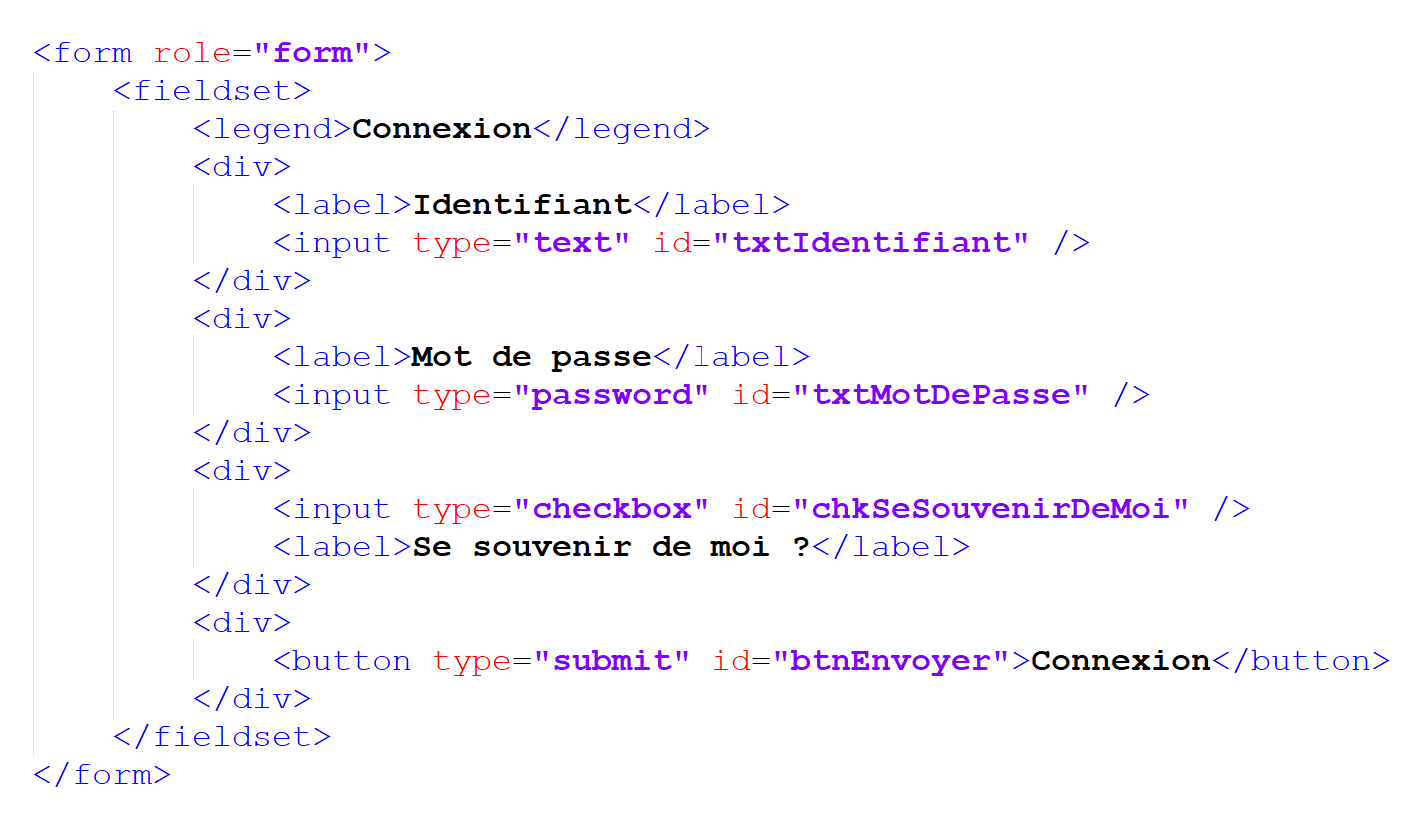 <form role="form">
<fieldset>
<legend>Connexion</legend>
<div>
<label>Identifiant</label>
<input type="text" id="txtIdentifiant" />
</div>
<div>
<label>Mot de passe</label>
<input type="password" id="txtMotDePasse" />
</div>
<div>
<input type="checkbox" id="chkSeSouvenirDeMoi" />
<label>Se souvenir de moi ?</label>
</div>
<div>
<button type="submit" id="btnEnvoyer">Connexion</button>
</div>
</fieldset>
</form>